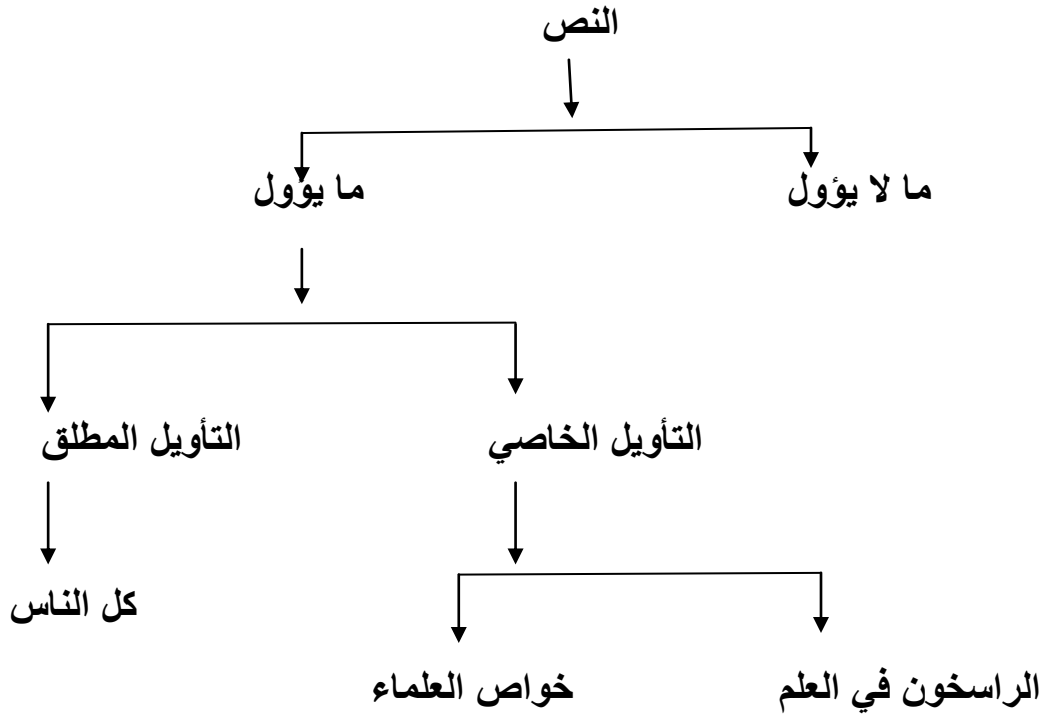 النص
ما لا يؤول
ما يؤول
التأويل الخاصي
التأويل المطلق
كل الناس
الراسخون في العلم
خواص العلماء